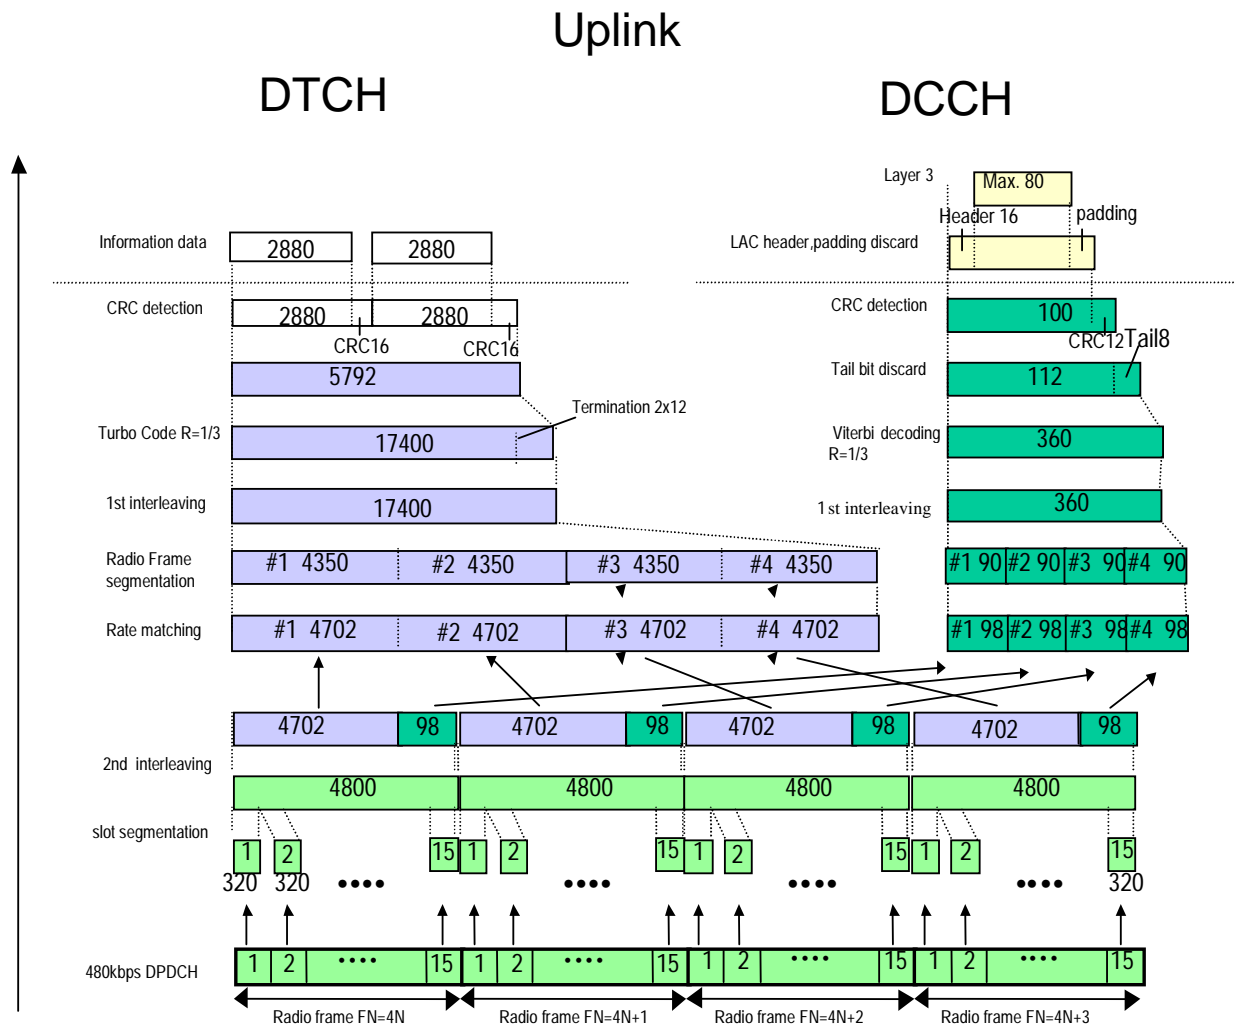 Uplink
DTCH
DCCH
Layer 3
Max. 80
Header 16
padding
Information data
2880
2880
LAC header,padding discard
CRC detection
2880
2880
CRC16
CRC16
CRC detection
100
CRC12
Tail8
5792
Tail bit discard
112
Termination 2x12
Turbo Code R=1/3
17400
Viterbi decoding
R=1/3
360
1st interleaving
17400
1st interleaving
360
Radio Frame
segmentation
#1 4350
#2 4350
#3 4350
#4 4350
#1 90
#2 90
#3 90
#4 90
Rate matching
#1 4702
#2 4702
#3 4702
#4 4702
#1 98
#2 98
#3 98
#4 98
4702
98
4702
98
4702
98
4702
98
2nd interleaving
4800
4800
4800
4800
slot segmentation
1
2
15
1
2
15
1
2
15
1
2
15
320
320
••••
••••
••••
••••
320
480kbps DPDCH
1
2
••••
15
1
2
••••
15
1
2
••••
15
1
2
••••
15
Radio frame FN=4N
Radio frame FN=4N+1
Radio frame FN=4N+2
Radio frame FN=4N+3